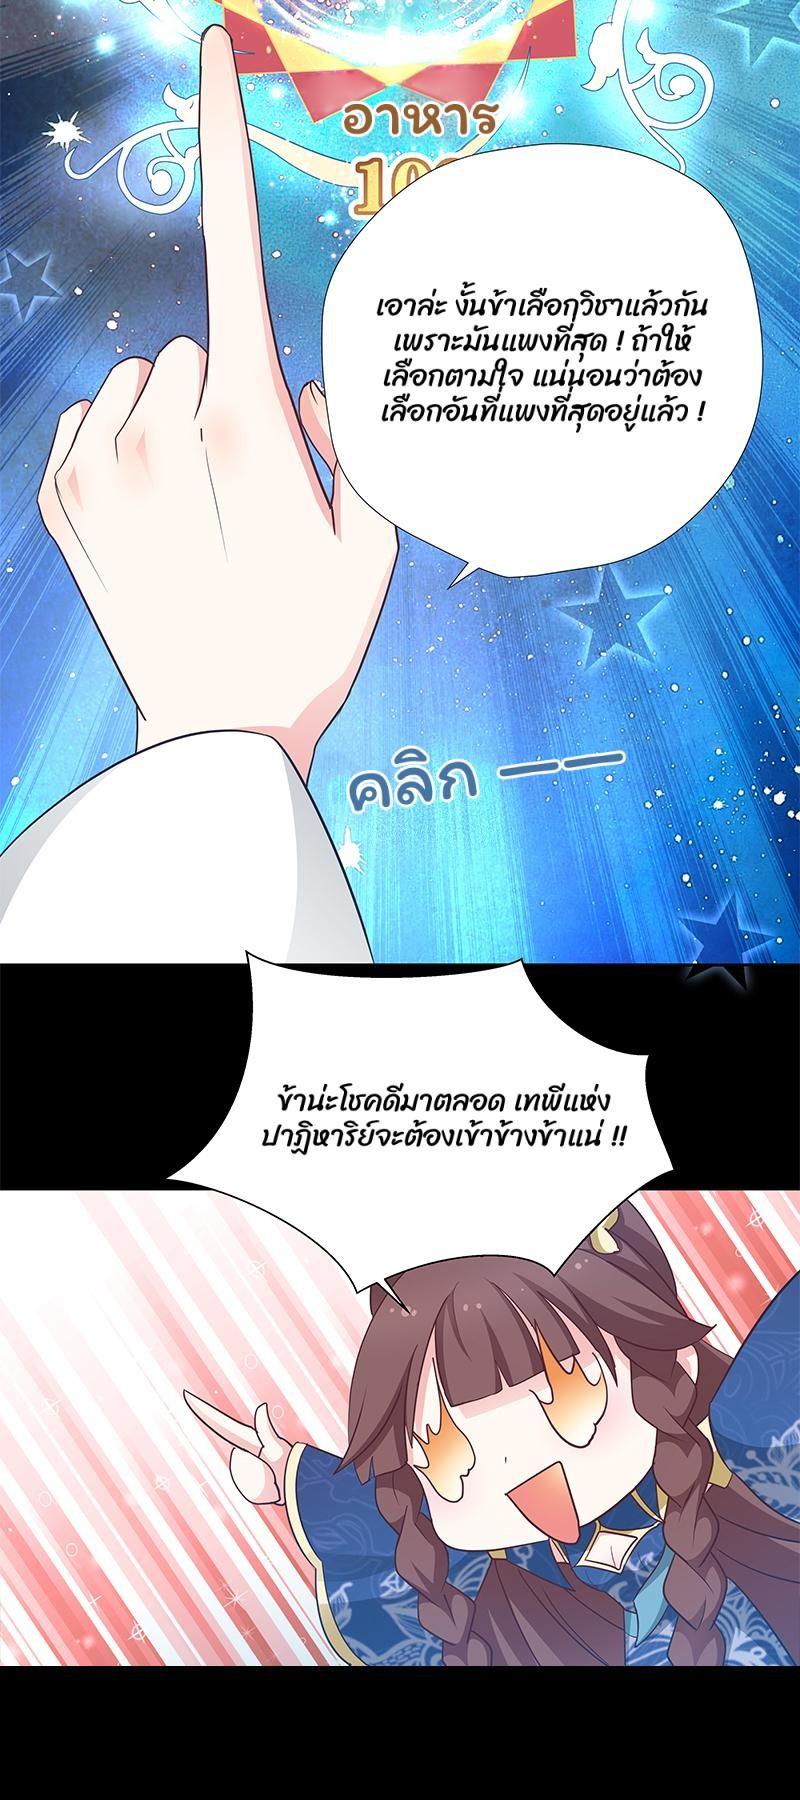 อาหาร
เอาล่ะ งั้นข้าเลือกวิชาแล้วกัน
เพราะมันแพงที่สุด ! ถ้าให้
เลือกตามใจ แน่นอนว่าต้อง
เลือกอันที่แพงที่สุดอยู่แล้ว !
คลิก ——
ข้าน่ะโชคดีมาตลอด เทพีแห่ง
ปาฏิหาริย์จะต้องเข้าข้างข้าแน่ !!